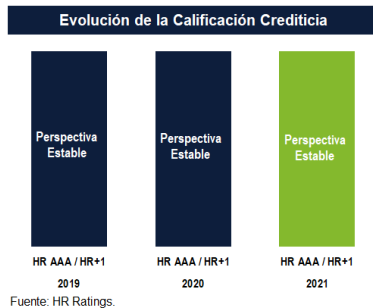 Evolución de la Calificación Crediticia
Perspectiva Estable
Perspectiva Estable
Perspectiva Estable
HR AAA / HR+1
HR AAA / HR+1
HR AAA / HR+1
2019
2020
2021
Fuente: HR Ratings.